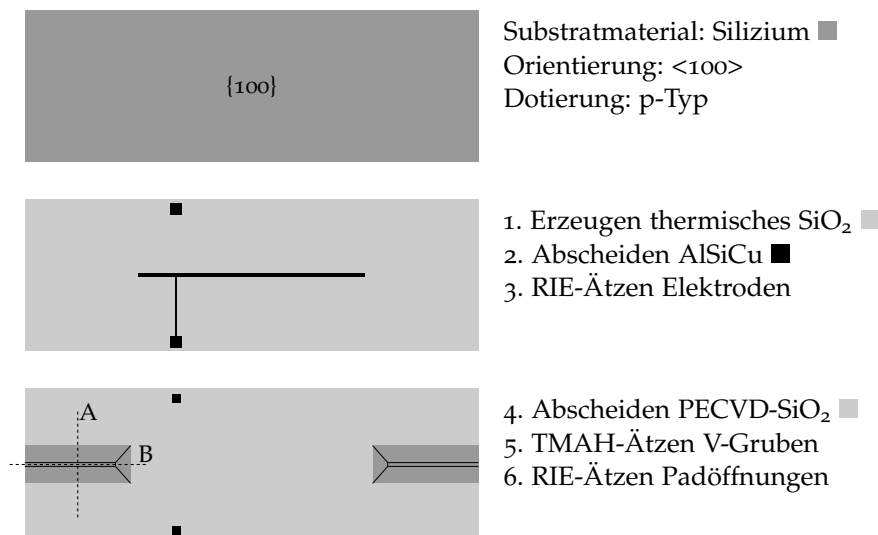 {100}
Substratmaterial: Silizium
Orientierung: <100>
Dotierung: p-Typ
1. Erzeugen thermisches SiO₂
2. Abscheiden AlSiCu
3. RIE-Ätzen Elektroden
A
B
4. Abscheiden PECVD-SiO₂
5. TMAH-Ätzen V-Gruben
6. RIE-Ätzen Padöffnungen